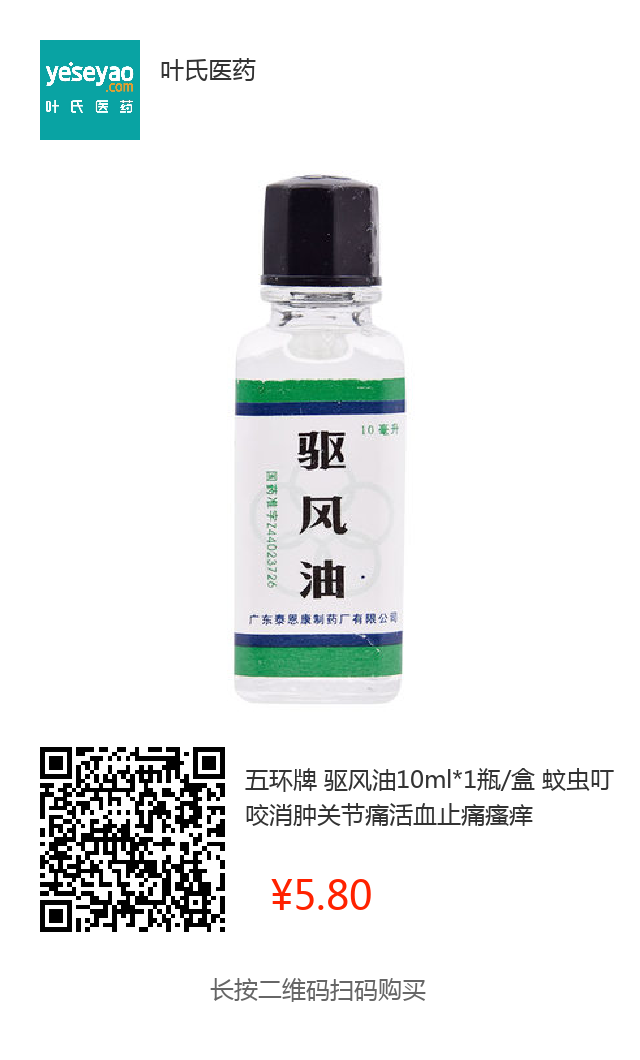 yeseyao
.com
叶氏医药
叶氏医药
10毫升
驱风油
国药准字Z44023726
广东泰恩康制药厂有限公司
五环牌 驱风油10ml*1瓶/盒 蚊虫叮
咬消肿关节痛活血止痛瘙痒
¥5.80
长按二维码扫码购买